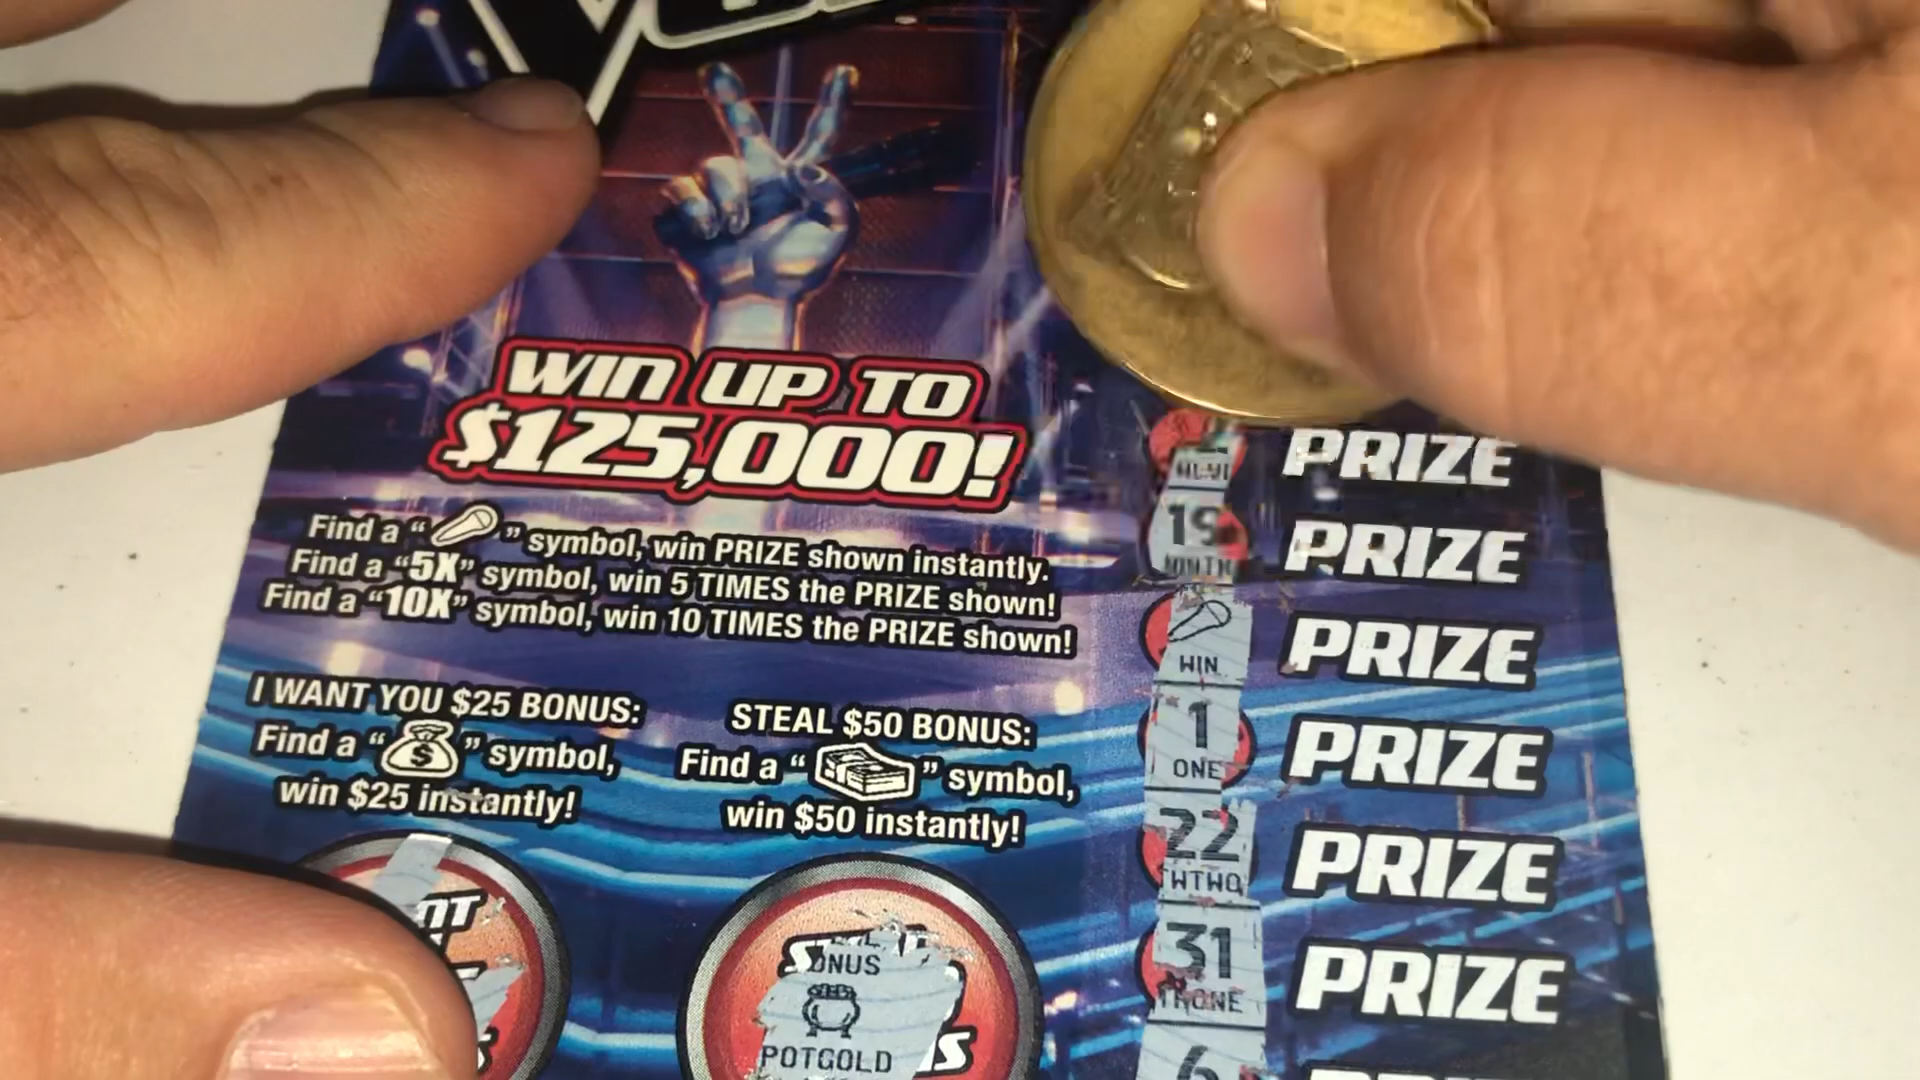 WIN UP TO
$125,000!
Find a “ ” symbol, win PRIZE shown instantly.
Find a “5X” symbol, win 5 TIMES the PRIZE shown!
Find a “10X” symbol, win 10 TIMES the PRIZE shown!
I WANT YOU $25 BONUS:
Find a “ ” symbol,
win $25 instantly!
STEAL $50 BONUS:
Find a “ ” symbol,
win $50 instantly!
POTGOLD
PRIZE
19
PRIZE
WIN
PRIZE
1
ONE
PRIZE
22
TWTWO
PRIZE
31
THONE
PRIZE
6